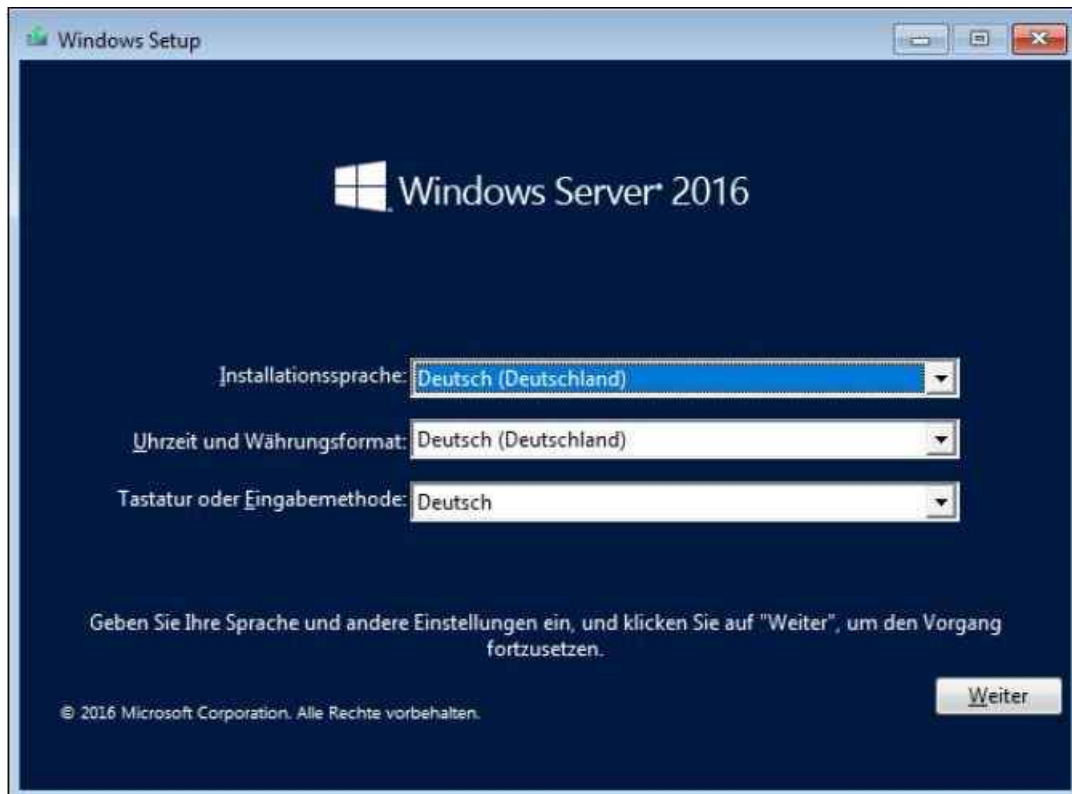 Windows Setup
Windows Server® 2016
Installationssprache: Deutsch (Deutschland)
Uhrzeit und Währungsformat: Deutsch (Deutschland)
Tastatur oder Eingabemethode: Deutsch
Geben Sie Ihre Sprache und andere Einstellungen ein, und klicken Sie auf "Weiter", um den Vorgang
fortzusetzen.
Weiter
© 2016 Microsoft Corporation. Alle Rechte vorbehalten.